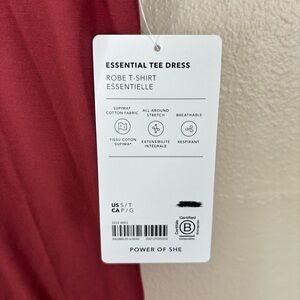 ESSENTIAL TEE DRESS
ROBE T-SHIRT
ESSENTIELLE
SUPIMA®
COTTON FABRIC
ALL-AROUND
STRETCH
BREATHABLE
TISSU COTON
SUPIMA®
EXTENSIBILITÉ
INTÉGRALE
RESPIRANT
US S / T
CA P / G
Certified
B
POWER OF SHE